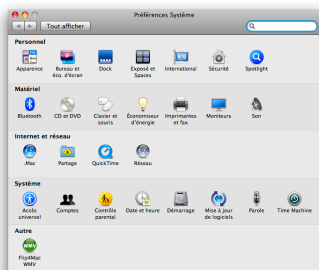 Préférences Système
Tout afficher
Personnel
Apparence Bureau et éco. d'écran Dock Exposé et Spaces International Sécurité Spotlight
Matériel
Bluetooth CD et DVD Clavier et souris Économiseur d'énergie Imprimantes et fax Moniteurs Son
Internet et réseau
.Mac Partage QuickTime Réseau
Système
Accès universel Comptes Contrôle parental Date et heure Démarrage Mise à jour de logiciels Parole Time Machine
Autre
WMV
Flip4Mac WMV